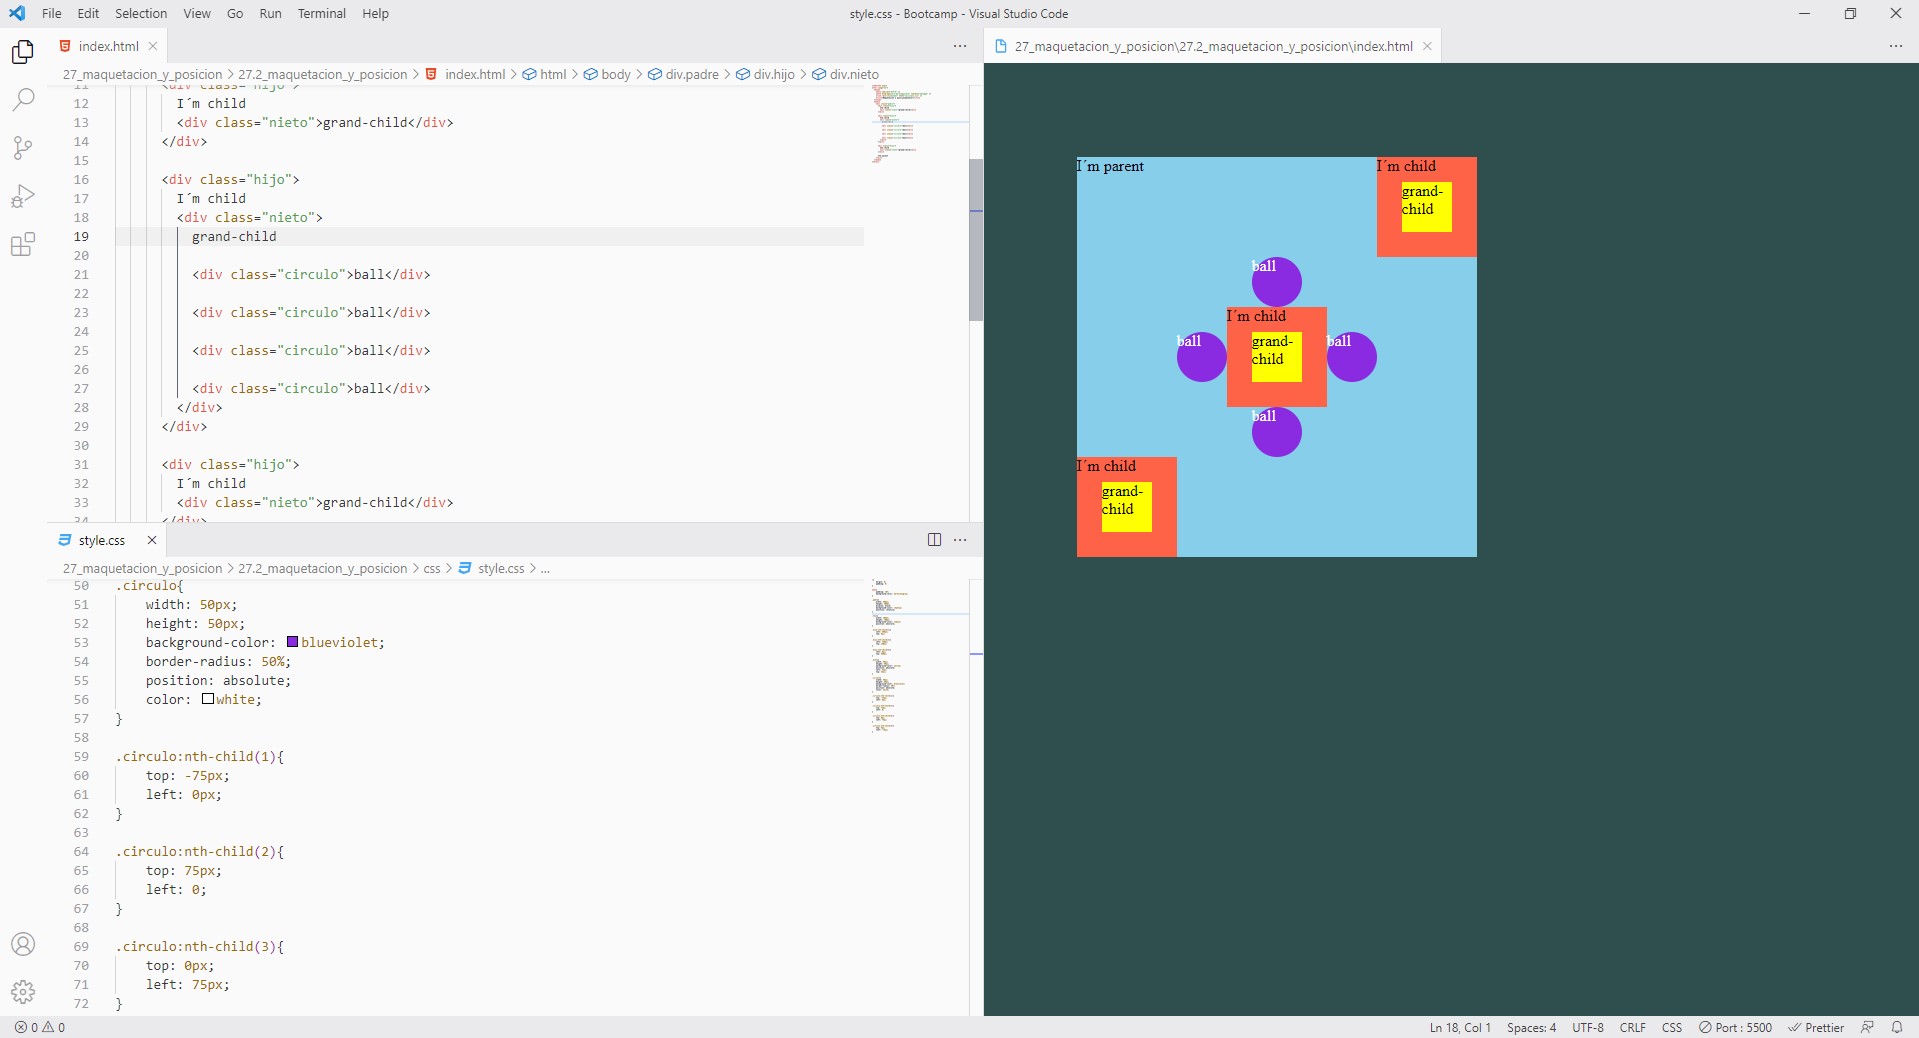 File Edit Selection View Go Run Terminal Help
style.css - Bootcamp - Visual Studio Code
index.html
27_maquetacion_y_posicion > 27.2_maquetacion_y_posicion > index.html > html > body > div.padre > div.hijo > div.nieto
11 <div class="hijo">
12 I´m child
13 <div class="nieto">grand-child</div>
14 </div>
15
16 <div class="hijo">
17 I´m child
18 <div class="nieto">
19 grand-child
20
21 <div class="circulo">ball</div>
22
23 <div class="circulo">ball</div>
24
25 <div class="circulo">ball</div>
26
27 <div class="circulo">ball</div>
28 </div>
29 </div>
30
31 <div class="hijo">
32 I´m child
33 <div class="nieto">grand-child</div>
34 </div>
style.css
27_maquetacion_y_posicion > 27.2_maquetacion_y_posicion > css > style.css > ...
50 .circulo{
51 width: 50px;
52 height: 50px;
53 background-color: blueviolet;
54 border-radius: 50%;
55 position: absolute;
56 color: white;
57 }
58
59 .circulo:nth-child(1){
60 top: -75px;
61 left: 0px;
62 }
63
64 .circulo:nth-child(2){
65 top: 75px;
66 left: 0;
67 }
68
69 .circulo:nth-child(3){
70 top: 0px;
71 left: 75px;
72 }
27_maquetacion_y_posicion\27.2_maquetacion_y_posicion\index.html
I´m parent
I´m child
grand-
child
ball
I´m child
ball
grand-
child
ball
ball
I´m child
grand-
child
0 0
Ln 18, Col 1 Spaces: 4 UTF-8 CRLF CSS Port : 5500 Prettier